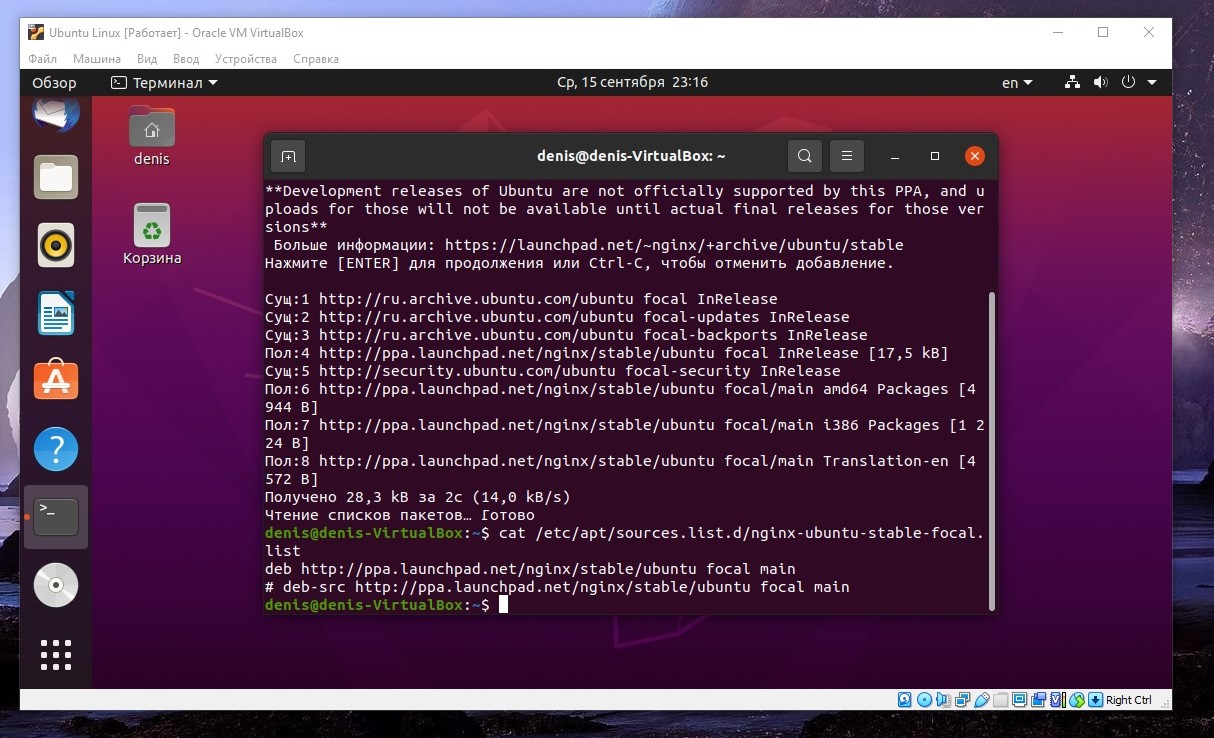 Ubuntu Linux [Работает] - Oracle VM VirtualBox
Файл Машина Вид Ввод Устройства Справка
Обзор Терминал Ср, 15 сентября 23:16 en
denis
Корзина
denis@denis-VirtualBox: ~
**Development releases of Ubuntu are not officially supported by this PPA, and u
ploads for those will not be available until actual final releases for those ver
sions**
Больше информации: https://launchpad.net/~nginx/+archive/ubuntu/stable
Нажмите [ENTER] для продолжения или Ctrl-C, чтобы отменить добавление.
Сущ:1 http://ru.archive.ubuntu.com/ubuntu focal InRelease
Сущ:2 http://ru.archive.ubuntu.com/ubuntu focal-updates InRelease
Сущ:3 http://ru.archive.ubuntu.com/ubuntu focal-backports InRelease
Пол:4 http://ppa.launchpad.net/nginx/stable/ubuntu focal InRelease [17,5 kB]
Сущ:5 http://security.ubuntu.com/ubuntu focal-security InRelease
Пол:6 http://ppa.launchpad.net/nginx/stable/ubuntu focal/main amd64 Packages [4
944 B]
Пол:7 http://ppa.launchpad.net/nginx/stable/ubuntu focal/main i386 Packages [1 2
24 B]
Пол:8 http://ppa.launchpad.net/nginx/stable/ubuntu focal/main Translation-en [4
572 B]
Получено 28,3 kB за 2с (14,0 kB/s)
Чтение списков пакетов… Готово
denis@denis-VirtualBox:~$ cat /etc/apt/sources.list.d/nginx-ubuntu-stable-focal.
list
deb http://ppa.launchpad.net/nginx/stable/ubuntu focal main
# deb-src http://ppa.launchpad.net/nginx/stable/ubuntu focal main
denis@denis-VirtualBox:~$
Right Ctrl